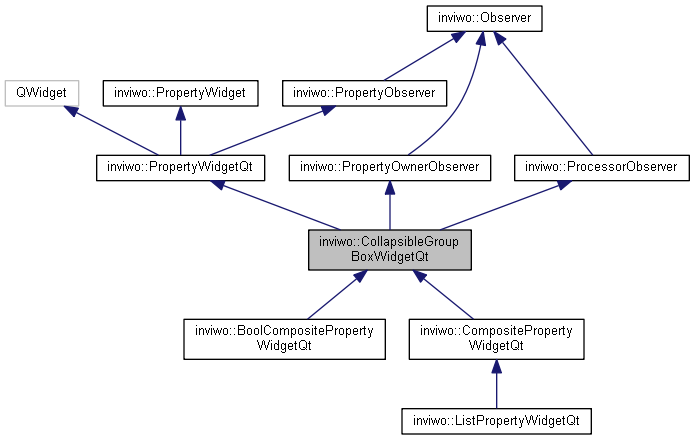 inviwo::Observer
QWidget
inviwo::PropertyWidget
inviwo::PropertyObserver
inviwo::PropertyWidgetQt
inviwo::PropertyOwnerObserver
inviwo::ProcessorObserver
inviwo::CollapsibleGroup
BoxWidgetQt
inviwo::BoolCompositeProperty
WidgetQt
inviwo::CompositeProperty
WidgetQt
inviwo::ListPropertyWidgetQt